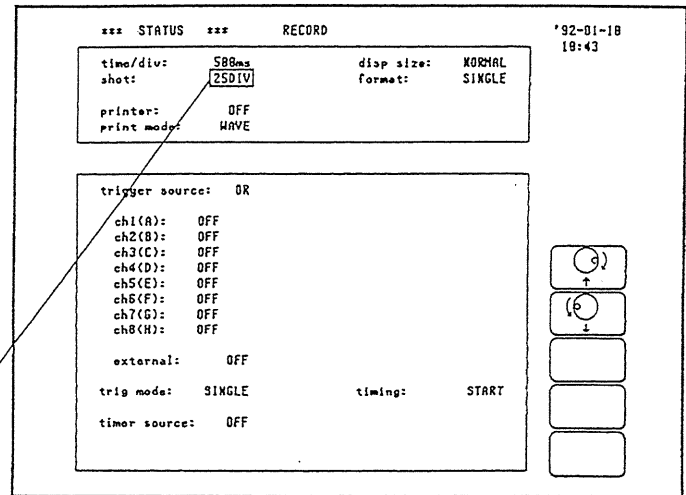 *** STATUS *** RECORD '92-01-18
18:43
time/div: 500ms disp size: NORMAL
shot: 25DIV format: SINGLE
printer: OFF
print mode: WAVE
trigger source: OR
ch1(A): OFF
ch2(B): OFF
ch3(C): OFF
ch4(D): OFF
ch5(E): OFF
ch6(F): OFF
ch7(G): OFF
ch8(H): OFF
external: OFF
trig mode: SINGLE timing: START
timer source: OFF